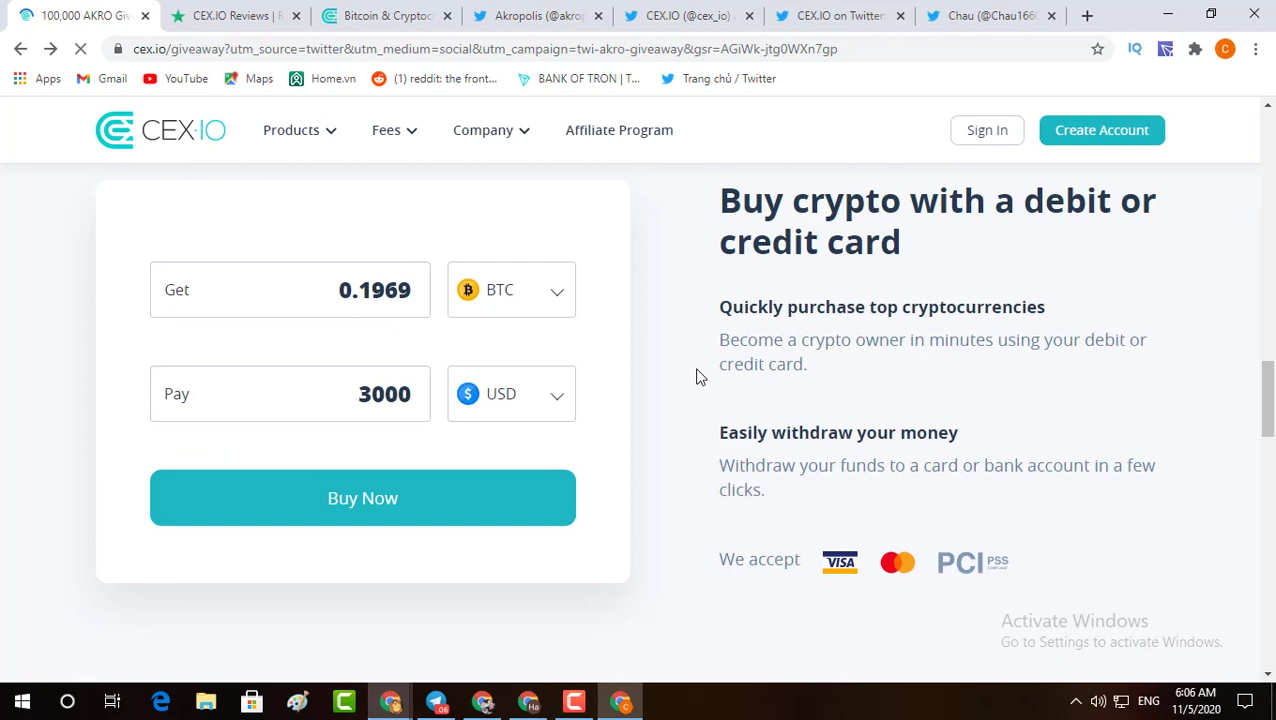 100,000 AKRO Giv
CEX.IO Reviews | R
Bitcoin & Cryptoc
Akropolis (@akrop
CEX.IO (@cex_io) /
CEX.IO on Twitter
Chau (@Chau1660
cex.io/giveaway?utm_source=twitter&utm_medium=social&utm_campaign=twi-akro-giveaway&gsr=AGiWk-jtg0WXn7gp
IQ
C
Apps
Gmail
YouTube
Maps
Home.vn
(1) reddit: the front...
BANK OF TRON | T...
Trang chủ / Twitter
CEX.IO
Products
Fees
Company
Affiliate Program
Sign In
Create Account
Get 0.1969
BTC
Pay 3000
USD
Buy Now
Buy crypto with a debit or
credit card
Quickly purchase top cryptocurrencies
Become a crypto owner in minutes using your debit or
credit card.
Easily withdraw your money
Withdraw your funds to a card or bank account in a few
clicks.
We accept VISA PCI PSS
Activate Windows
Go to Settings to activate Windows.
ENG
6:06 AM
11/5/2020